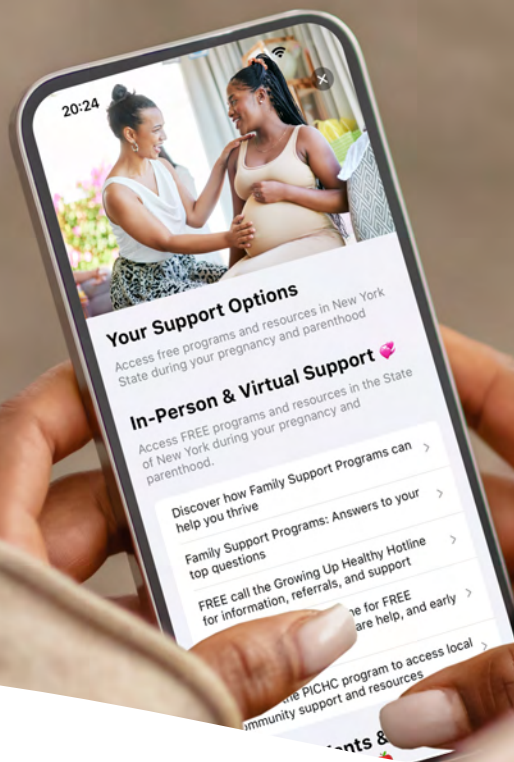 20:24
Your Support Options
Access free programs and resources in New York
State during your pregnancy and parenthood
In-Person & Virtual Support 💞
Access FREE programs and resources in the State
of New York during your pregnancy and
parenthood.
Discover how Family Support Programs can
help you thrive
Family Support Programs: Answers to your
top questions
FREE call the Growing Up Healthy Hotline
for information, referrals, and support
for FREE
help, and early
PICHC program to access local
support and resources
&